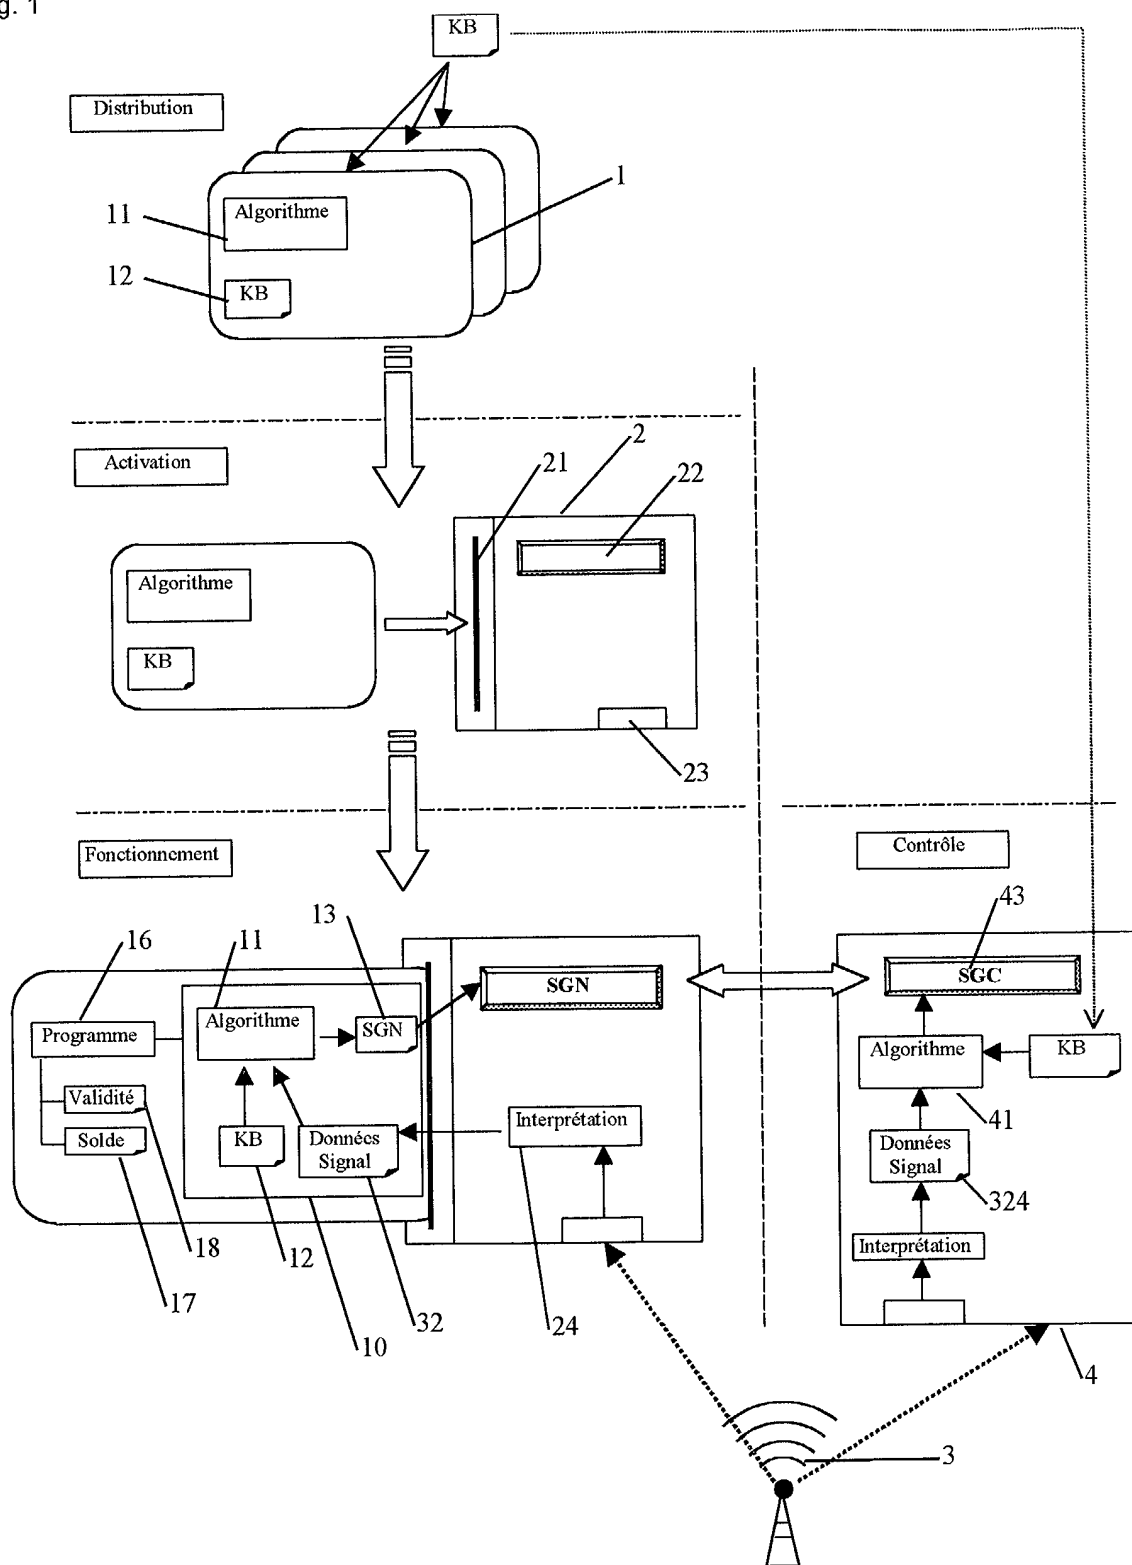 g. 1
KB
Distribution
1
Algorithme
11
12
KB
Activation
2
21
22
Algorithme
KB
23
Fonctionnement
Contrôle
13
43
16
11
SGN
SGC
Algorithme
SGN
Programme
Algorithme
KB
Validité
Interprétation
41
Solde
KB
Données
Signal
Données
Signal
324
18
12
Interprétation
17
32
24
10
4
3